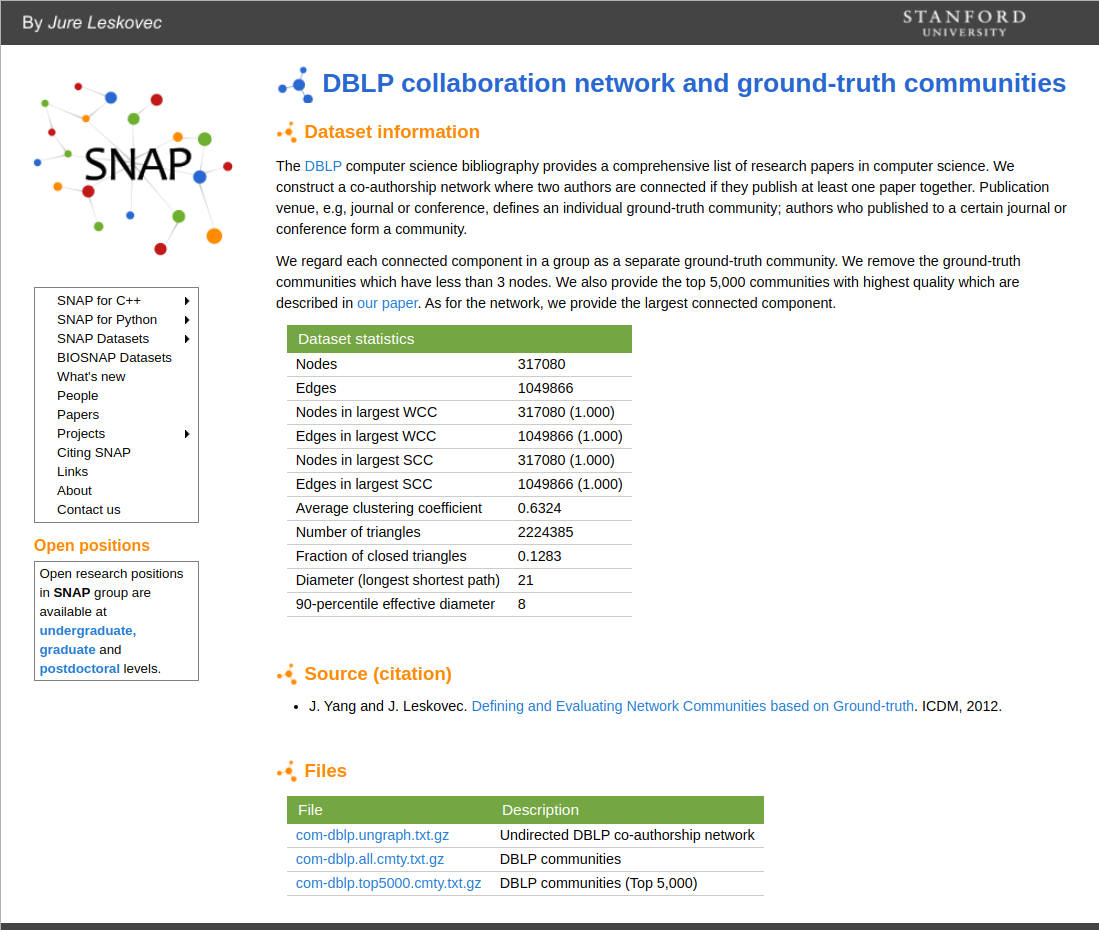 By Jure Leskovec
STANFORD
UNIVERSITY
SNAP
SNAP for C++
SNAP for Python
SNAP Datasets
BIOSNAP Datasets
What's new
People
Papers
Projects
Citing SNAP
Links
About
Contact us
Open positions
Open research positions
in SNAP group are
available at
undergraduate,
graduate and
postdoctoral levels.
DBLP collaboration network and ground-truth communities
Dataset information
The DBLP computer science bibliography provides a comprehensive list of research papers in computer science. We
construct a co-authorship network where two authors are connected if they publish at least one paper together. Publication
venue, e.g, journal or conference, defines an individual ground-truth community; authors who published to a certain journal or
conference form a community.
We regard each connected component in a group as a separate ground-truth community. We remove the ground-truth
communities which have less than 3 nodes. We also provide the top 5,000 communities with highest quality which are
described in our paper. As for the network, we provide the largest connected component.
Dataset statistics
Nodes 317080
Edges 1049866
Nodes in largest WCC 317080 (1.000)
Edges in largest WCC 1049866 (1.000)
Nodes in largest SCC 317080 (1.000)
Edges in largest SCC 1049866 (1.000)
Average clustering coefficient 0.6324
Number of triangles 2224385
Fraction of closed triangles 0.1283
Diameter (longest shortest path) 21
90-percentile effective diameter 8
Source (citation)
• J. Yang and J. Leskovec. Defining and Evaluating Network Communities based on Ground-truth. ICDM, 2012.
Files
File Description
com-dblp.ungraph.txt.gz Undirected DBLP co-authorship network
com-dblp.all.cmty.txt.gz DBLP communities
com-dblp.top5000.cmty.txt.gz DBLP communities (Top 5,000)